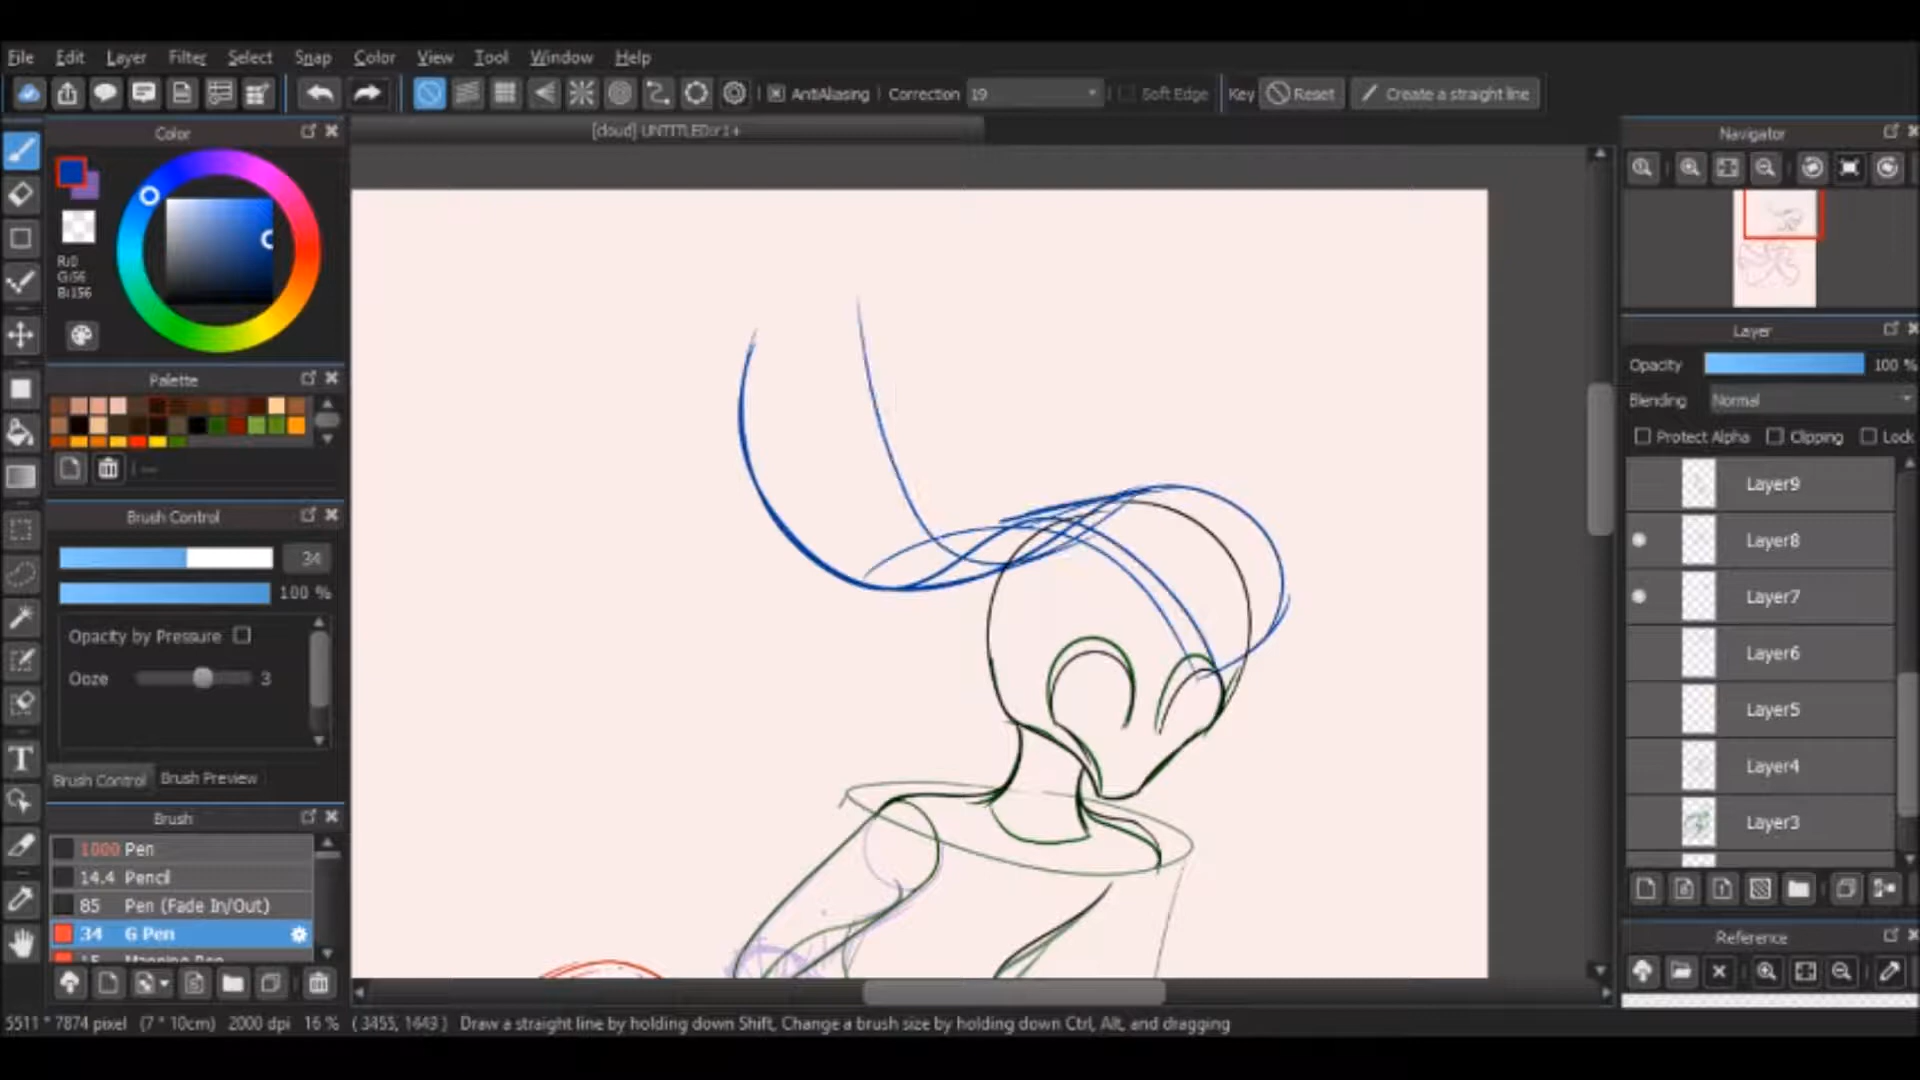 File Edit Layer Filter Select Snap Color View Tool Window Help
AntiAliasing Correction 19 Soft Edge Key Reset Create a straight line
Color
[cloud] UNTITLED
Navigator
R:0
G:56
B:156
Layer
Opacity 100 %
Palette
Blending Normal
Protect Alpha Clipping Lock
Layer9
Brush Control
Layer8
34
100 %
Layer7
Opacity by Pressure
Layer6
Ooze 3
Layer5
Brush Control Brush Preview
Layer4
Brush
Layer3
1000 Pen
14.4 Pencil
85 Pen (Fade In/Out)
34 G Pen
Reference
5511 * 7874 pixel (7 * 10cm) 2000 dpi 16 % ( 3455, 1643 ) Draw a straight line by holding down Shift, Change a brush size by holding down Ctrl, Alt, and dragging